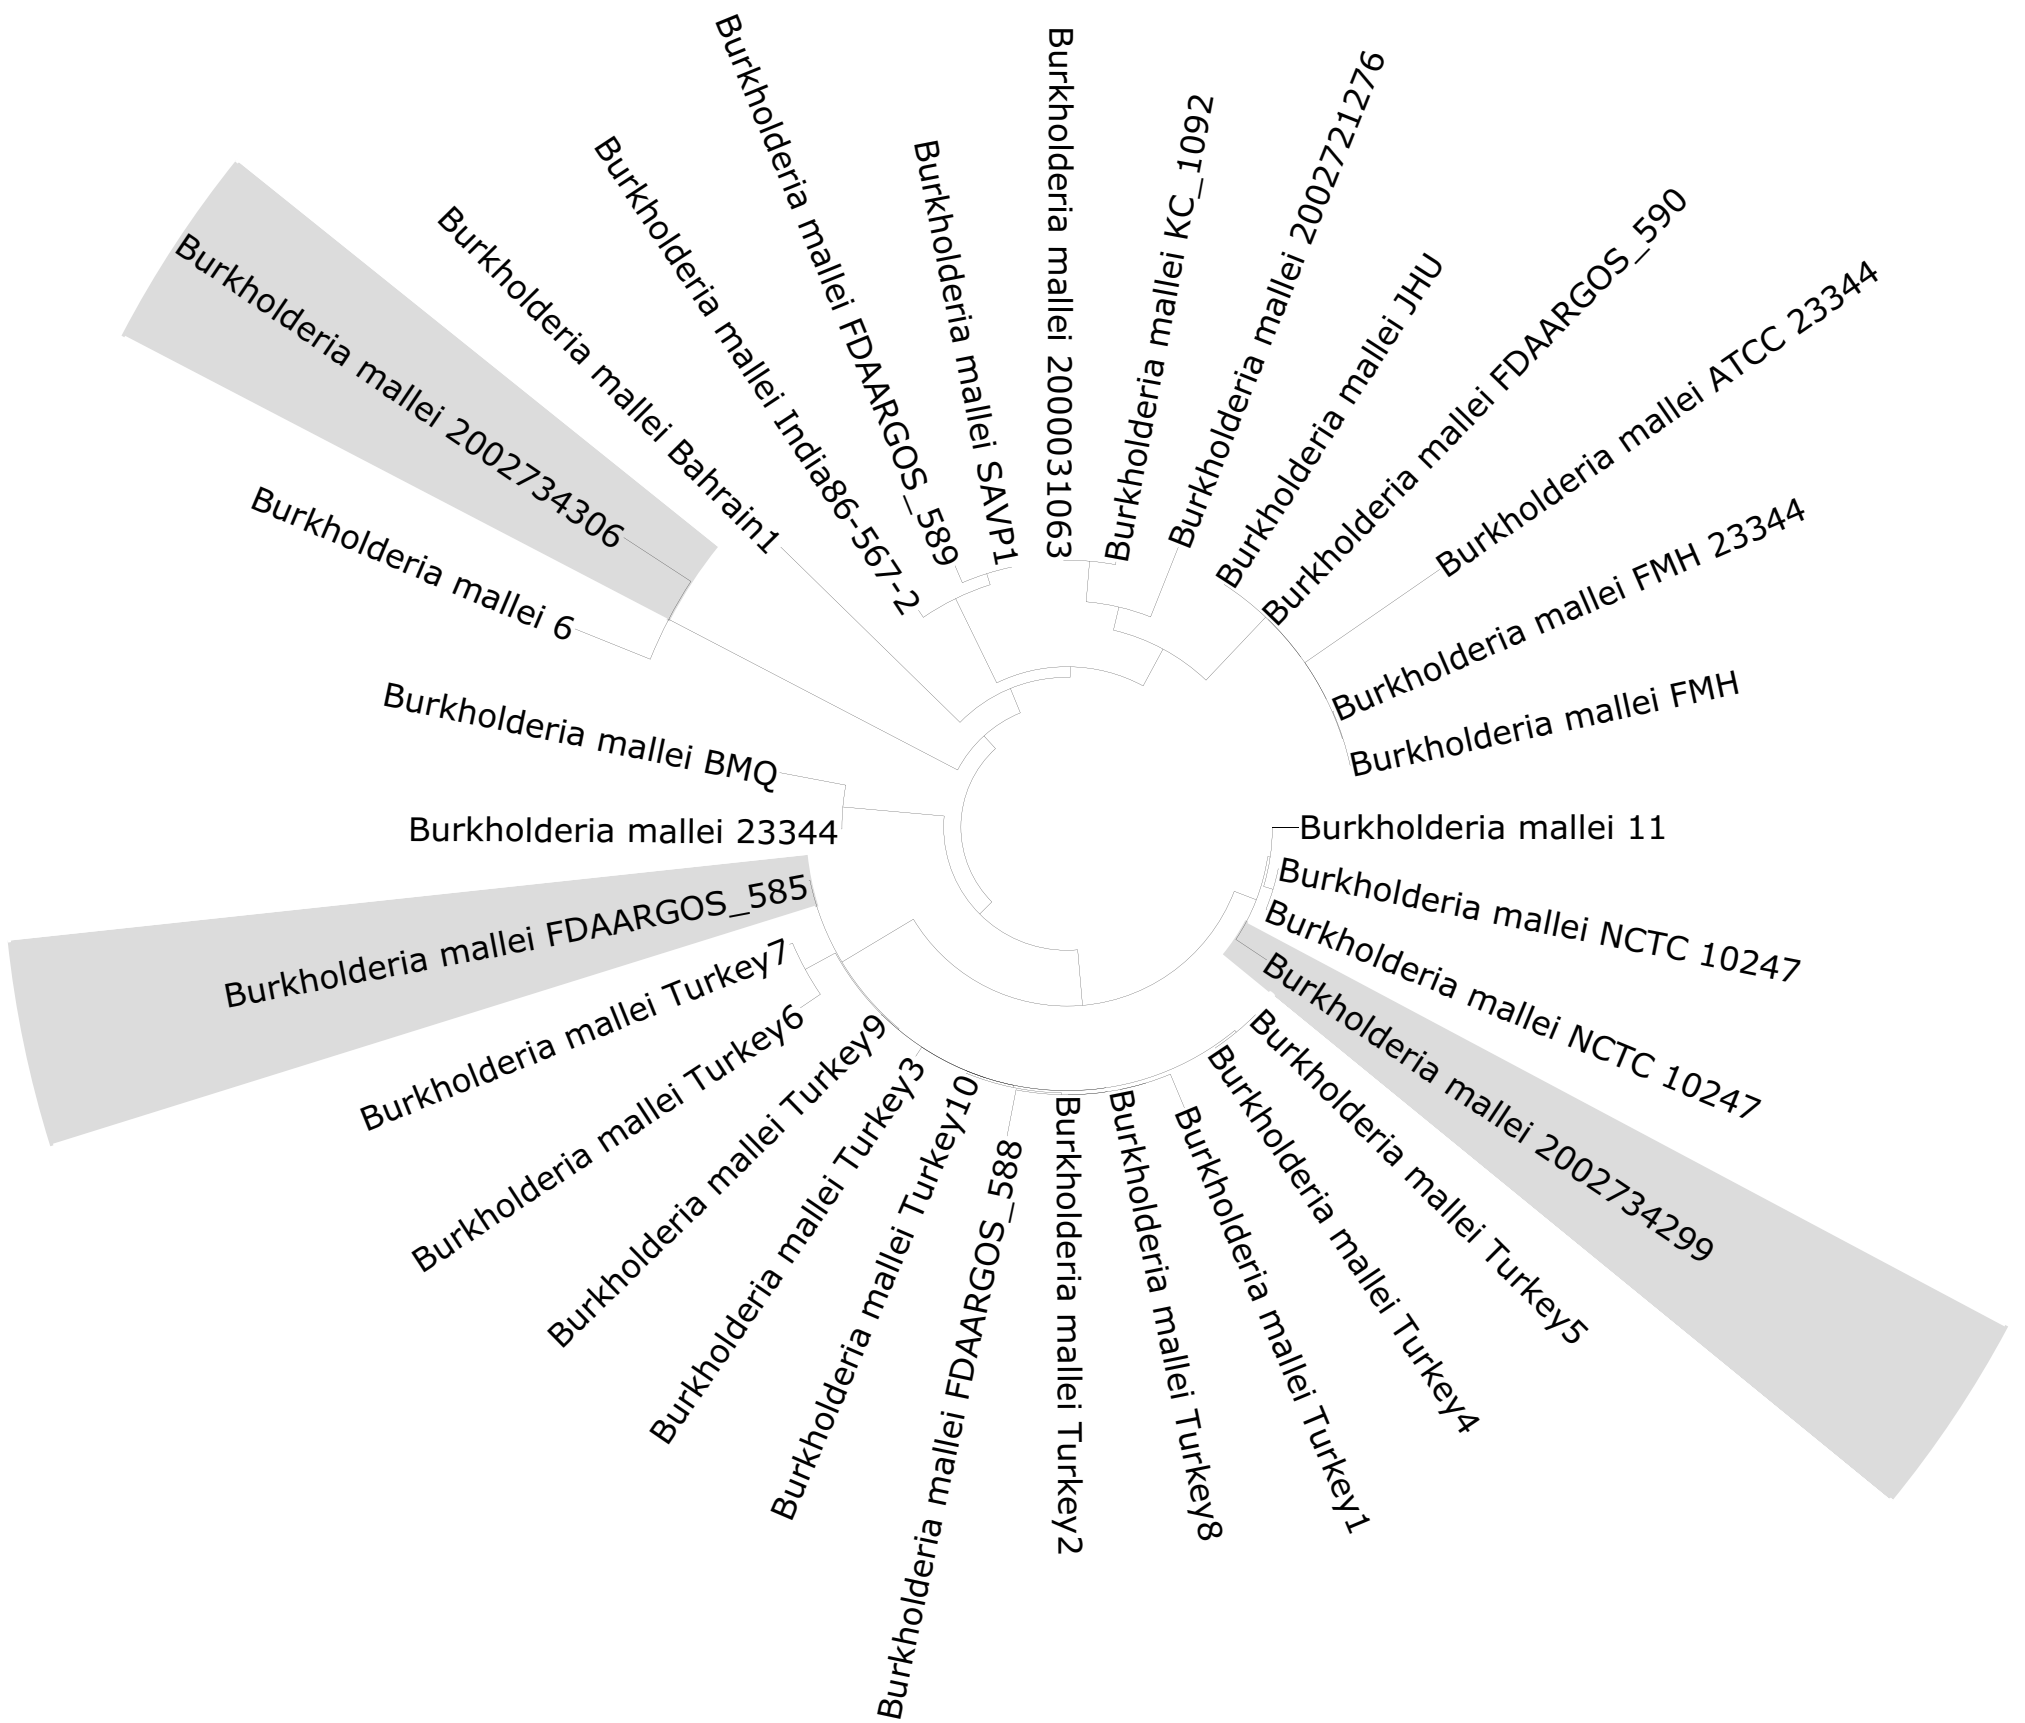 Burkholderia mallei 11
Burkholderia mallei NCTC 10247
Burkholderia mallei NCTC 10247
Burkholderia mallei 2002734299
Burkholderia mallei Turkey5
Burkholderia mallei Turkey4
Burkholderia mallei Turkey1
Burkholderia mallei Turkey8
Burkholderia mallei Turkey2
Burkholderia mallei FDAARGOS_588
Burkholderia mallei Turkey10
Burkholderia mallei Turkey3
Burkholderia mallei Turkey9
Burkholderia mallei Turkey6
Burkholderia mallei Turkey7
Burkholderia mallei FDAARGOS_585
Burkholderia mallei 23344
Burkholderia mallei BMQ
Burkholderia mallei 6
Burkholderia mallei 2002734306
Burkholderia mallei Bahrain1
Burkholderia mallei India86-567-2
Burkholderia mallei FDAARGOS_589
Burkholderia mallei SAVP1
Burkholderia mallei 2000031063
Burkholderia mallei KC_1092
Burkholderia mallei 2002721276
Burkholderia mallei JHU
Burkholderia mallei FDAARGOS_590
Burkholderia mallei ATCC 23344
Burkholderia mallei FMH 23344
Burkholderia mallei FMH